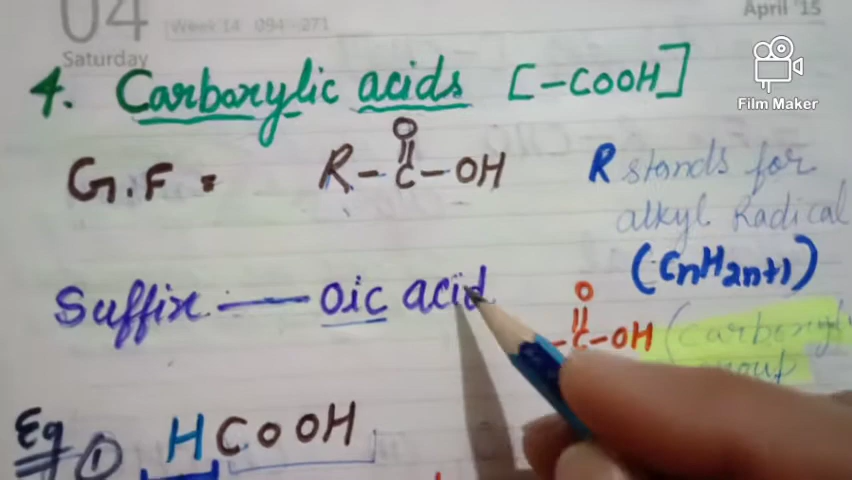 04
Week 14 094-271
April '15
Saturday
Film Maker
4. Carboxylic acids [-COOH]
G.F = R-C-OH
O
R stands for
alkyl Radical
(CnH2n+1)
Suffix — Oic acid
O
-C-OH (carboxyl
Eg ① HCOOH